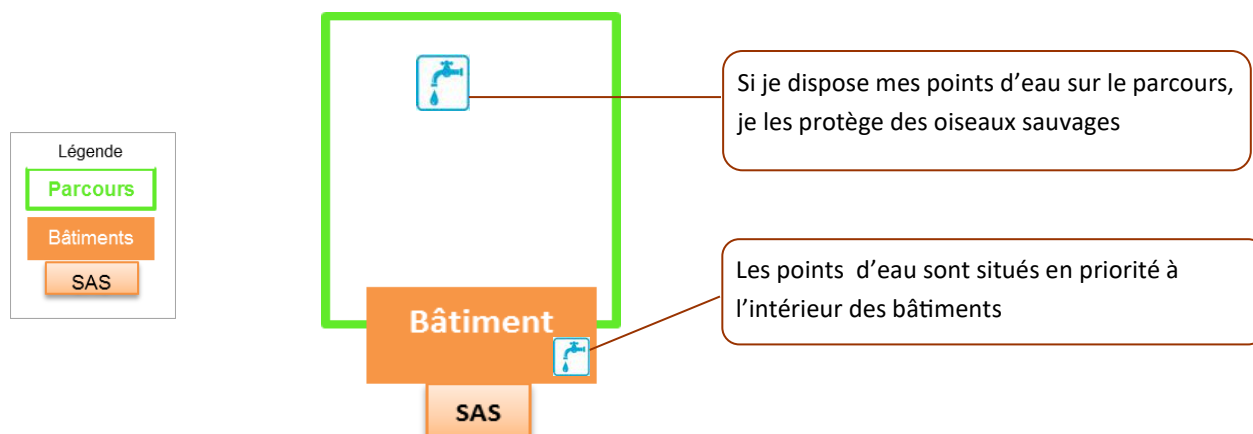 Légende
Parcours
Bâtiments
SAS
Si je dispose mes points d’eau sur le parcours,
je les protège des oiseaux sauvages
Les points d’eau sont situés en priorité à
l’intérieur des bâtiments
Bâtiment
SAS